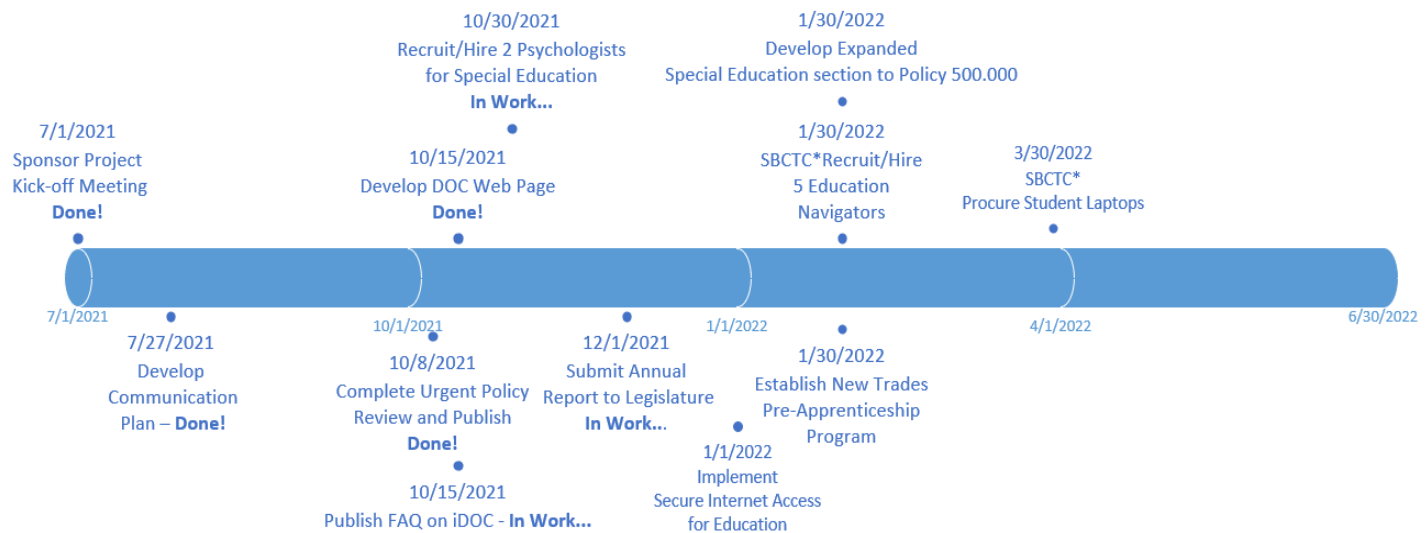 10/30/2021
Recruit/Hire 2 Psychologists
for Special Education
In Work...
1/30/2022
Develop Expanded
Special Education section to Policy 500.000
7/1/2021
Sponsor Project
Kick-off Meeting
Done!
10/15/2021
Develop DOC Web Page
Done!
1/30/2022
SBCTC*Recruit/Hire
5 Education
Navigators
3/30/2022
SBCTC*
Procure Student Laptops
7/1/2021
10/1/2021
1/1/2022
4/1/2022
6/30/2022
7/27/2021
Develop
Communication
Plan – Done!
10/8/2021
Complete Urgent Policy
Review and Publish
Done!
10/15/2021
Publish FAQ on iDOC - In Work...
12/1/2021
Submit Annual
Report to Legislature
In Work...
1/1/2022
Implement
Secure Internet Access
for Education
1/30/2022
Establish New Trades
Pre-Apprenticeship
Program